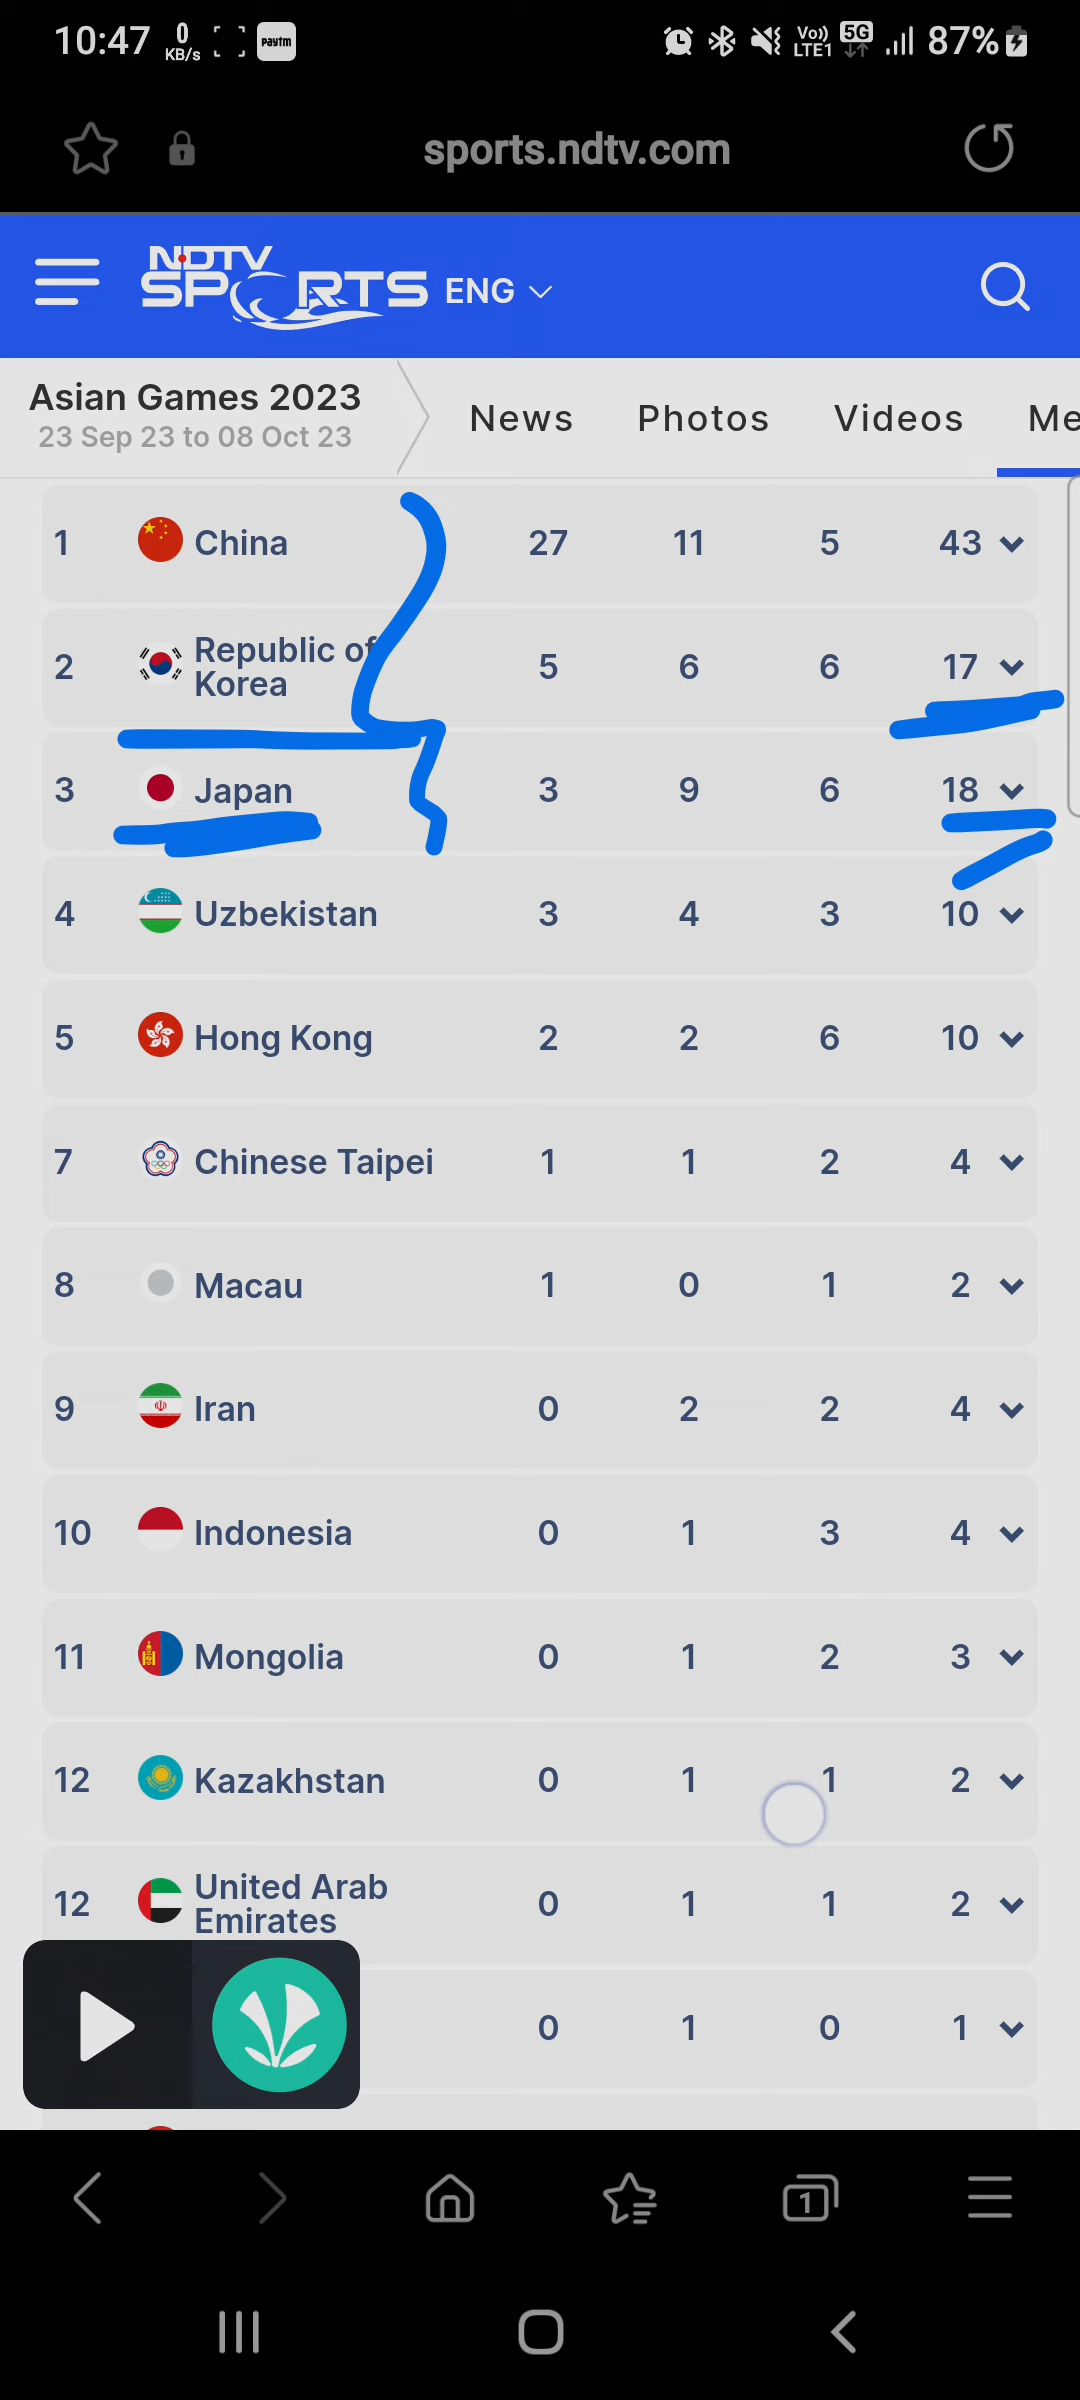 10:47 0 KB/s paytm Vo)) LTE1 5G 87%
sports.ndtv.com
NDTV SPORTS ENG
Asian Games 2023 News Photos Videos Me
23 Sep 23 to 08 Oct 23
1 China 27 11 5 43
2 Republic of Korea 5 6 6 17
3 Japan 3 9 6 18
4 Uzbekistan 3 4 3 10
5 Hong Kong 2 2 6 10
7 Chinese Taipei 1 1 2 4
8 Macau 1 0 1 2
9 Iran 0 2 2 4
10 Indonesia 0 1 3 4
11 Mongolia 0 1 2 3
12 Kazakhstan 0 1 1 2
12 United Arab Emirates 0 1 1 2
0 1 0 1
1